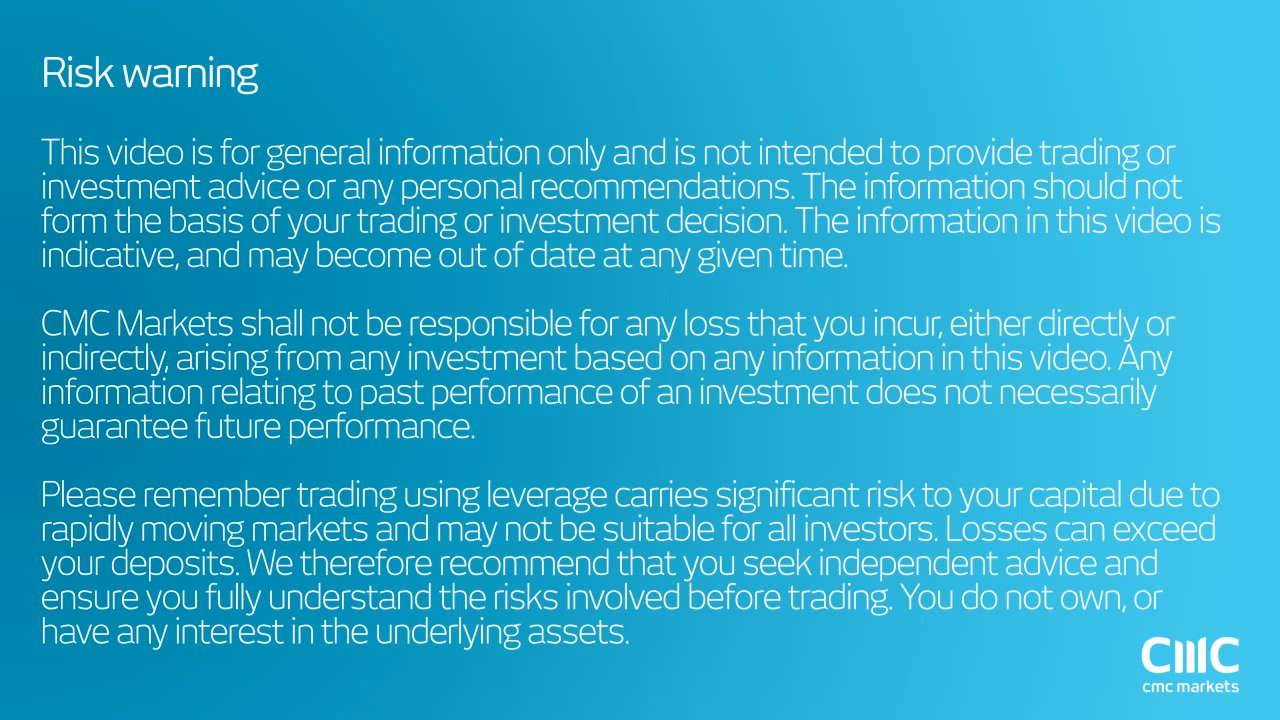 Risk warning
This video is for general information only and is not intended to provide trading or
investment advice or any personal recommendations. The information should not
form the basis of your trading or investment decision. The information in this video is
indicative, and may become out of date at any given time.
CMC Markets shall not be responsible for any loss that you incur, either directly or
indirectly, arising from any investment based on any information in this video. Any
information relating to past performance of an investment does not necessarily
guarantee future performance.
Please remember trading using leverage carries significant risk to your capital due to
rapidly moving markets and may not be suitable for all investors. Losses can exceed
your deposits. We therefore recommend that you seek independent advice and
ensure you fully understand the risks involved before trading. You do not own, or
have any interest in the underlying assets.
CMC
cmc markets